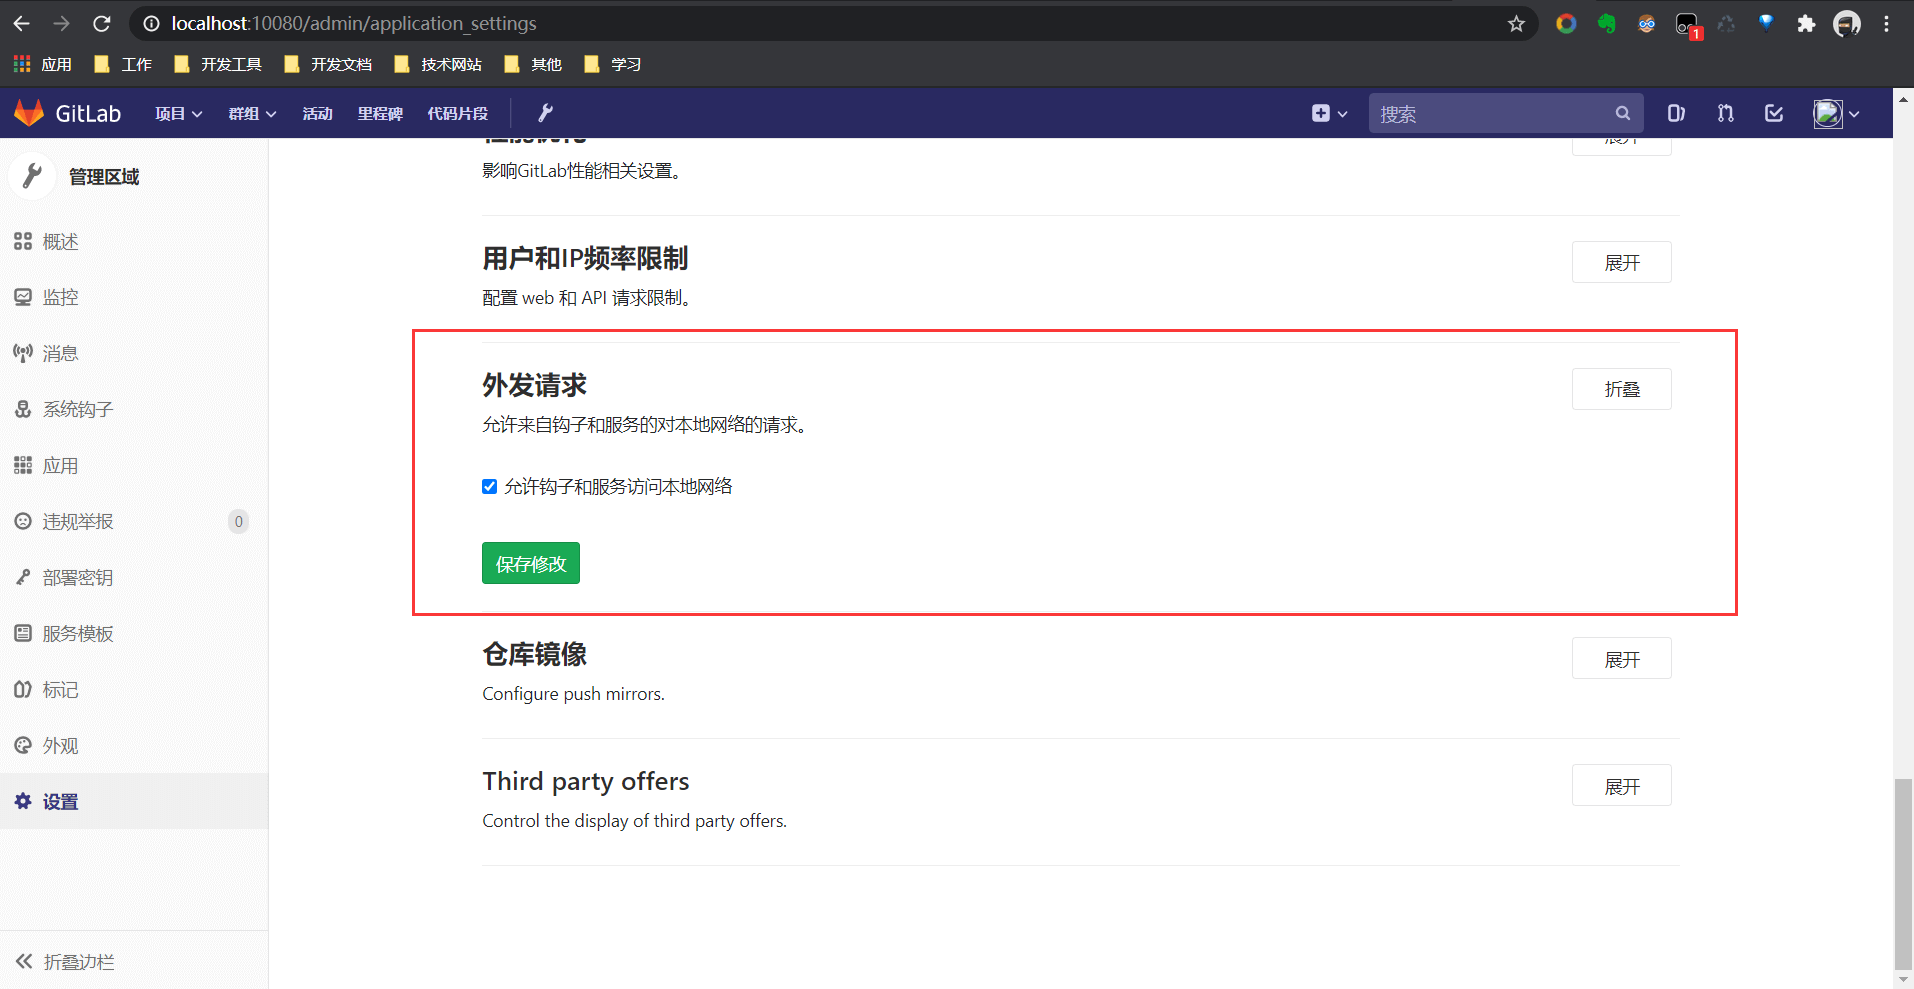 localhost:10080/admin/application_settings
1
应用 工作 开发工具 开发文档 技术网站 其他 学习
GitLab 项目 群组 活动 里程碑 代码片段 搜索
管理区域
概述
监控
消息
系统钩子
应用
违规举报 0
部署密钥
服务模板
标记
外观
设置
折叠边栏
影响GitLab性能相关设置。
用户和IP频率限制
展开
配置 web 和 API 请求限制。
外发请求
折叠
允许来自钩子和服务的对本地网络的请求。
允许钩子和服务访问本地网络
保存修改
仓库镜像
展开
Configure push mirrors.
Third party offers
展开
Control the display of third party offers.